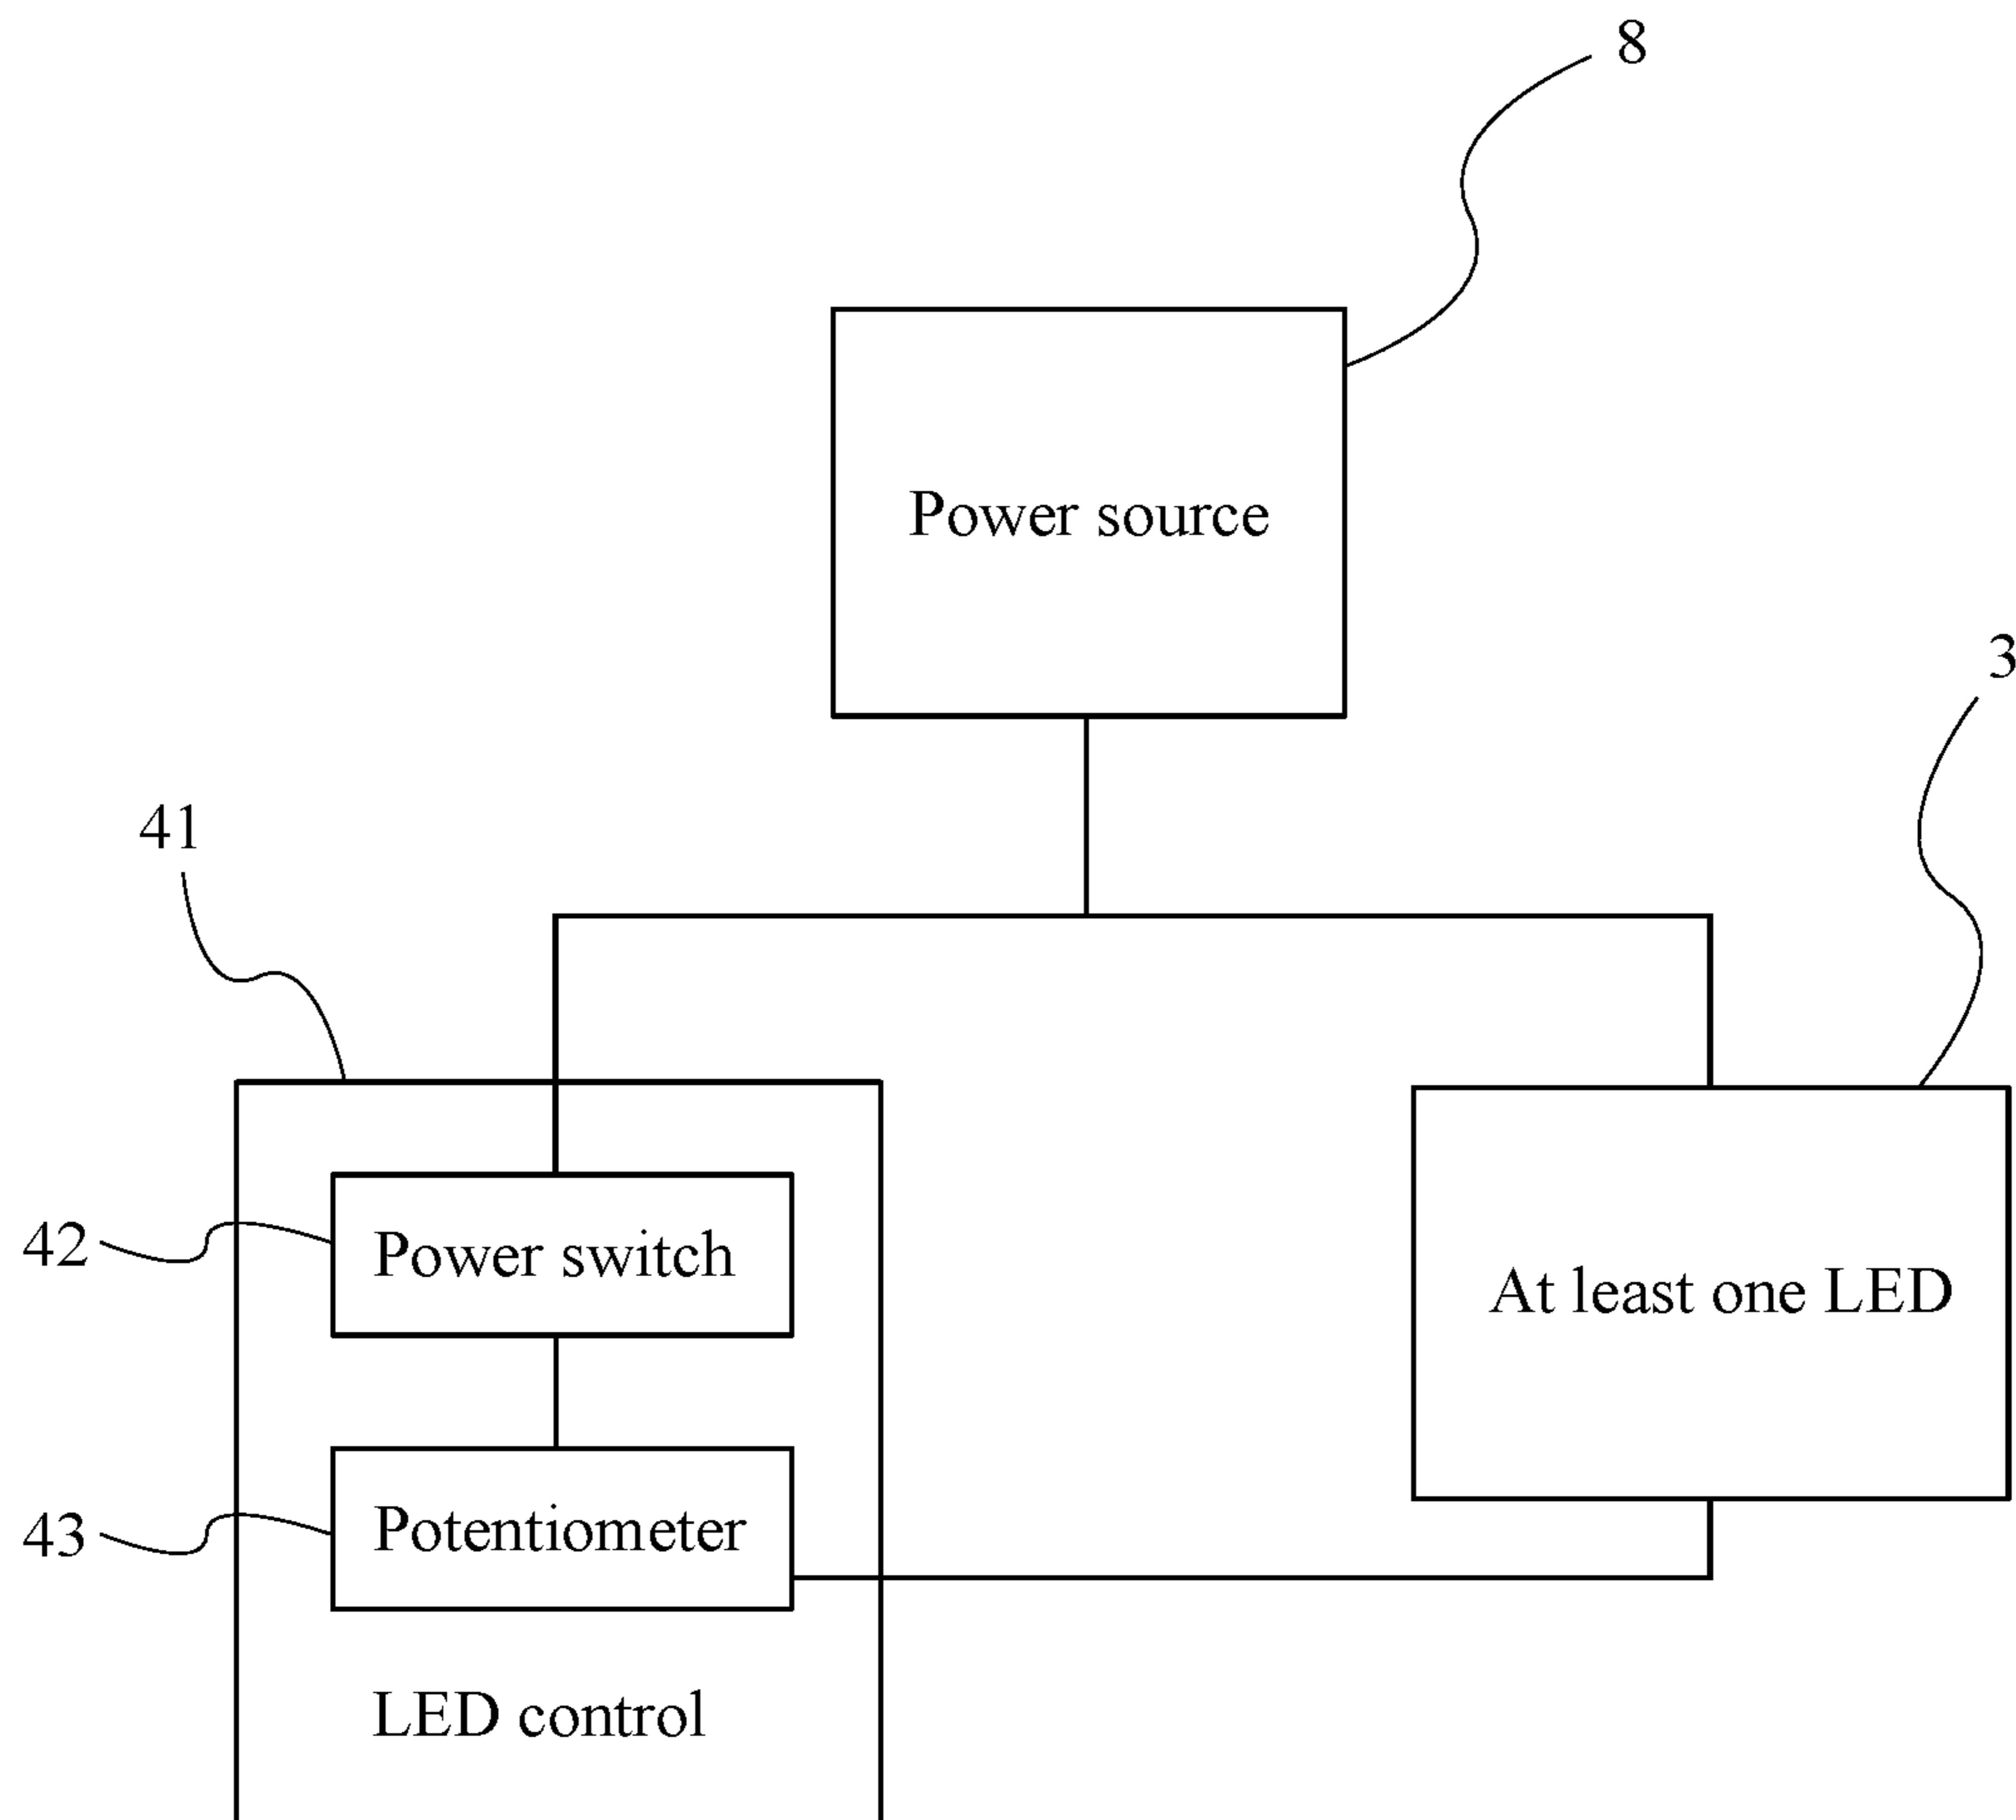 8
Power source
3
41
42
Power switch
At least one LED
43
Potentiometer
LED control